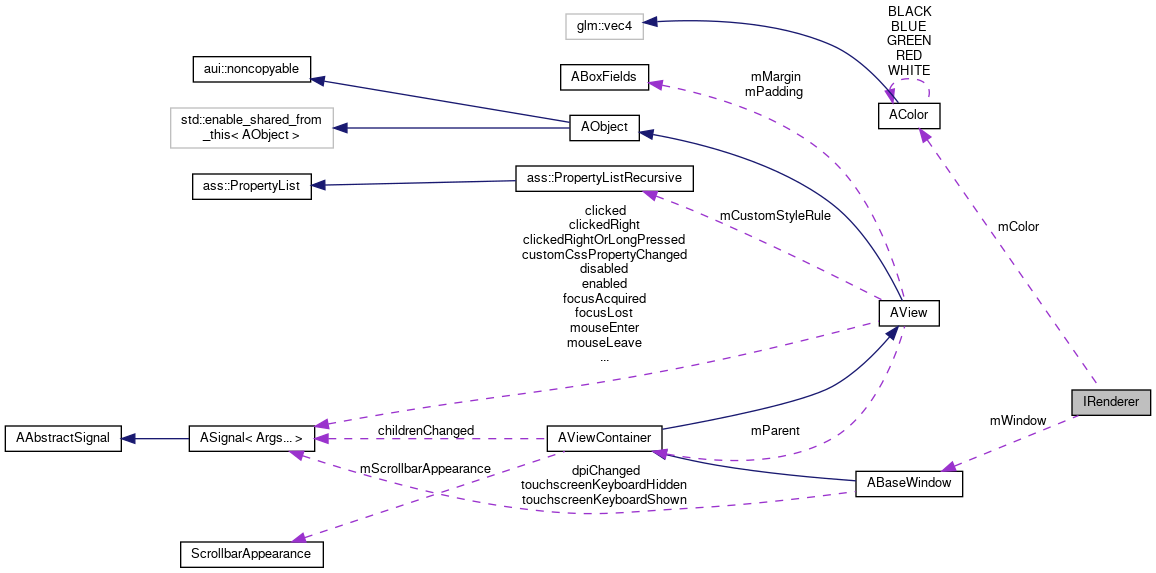 BLACK
BLUE
GREEN
RED
WHITE
glm::vec4
aui::noncopyable
ABoxFields
mMargin
mPadding
std::enable_shared_from
_this< AObject >
AObject
AColor
ass::PropertyList
ass::PropertyListRecursive
mCustomStyleRule
mColor
clicked
clickedRight
clickedRightOrLongPressed
customCssPropertyChanged
disabled
enabled
focusAcquired
focusLost
mouseEnter
mouseLeave
...
AView
IRenderer
AAbstractSignal
ASignal< Args... >
childrenChanged
AViewContainer
mParent
mWindow
mScrollbarAppearance
dpiChanged
touchscreenKeyboardHidden
touchscreenKeyboardShown
ABaseWindow
ScrollbarAppearance